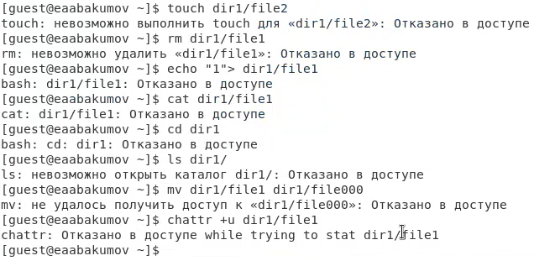 [guest@eaabakumov ~]$ touch dir1/file2
touch: невозможно выполнить touch для «dir1/file2»: Отказано в доступе
[guest@eaabakumov ~]$ rm dir1/file1
rm: невозможно удалить «dir1/file1»: Отказано в доступе
[guest@eaabakumov ~]$ echo "1"> dir1/file1
bash: dir1/file1: Отказано в доступе
[guest@eaabakumov ~]$ cat dir1/file1
cat: dir1/file1: Отказано в доступе
[guest@eaabakumov ~]$ cd dir1
bash: cd: dir1: Отказано в доступе
[guest@eaabakumov ~]$ ls dir1/
ls: невозможно открыть каталог dir1/: Отказано в доступе
[guest@eaabakumov ~]$ mv dir1/file1 dir1/file000
mv: не удалось получить доступ к «dir1/file000»: Отказано в доступе
[guest@eaabakumov ~]$ chattr +u dir1/file1
chattr: Отказано в доступе while trying to stat dir1/file1
[guest@eaabakumov ~]$